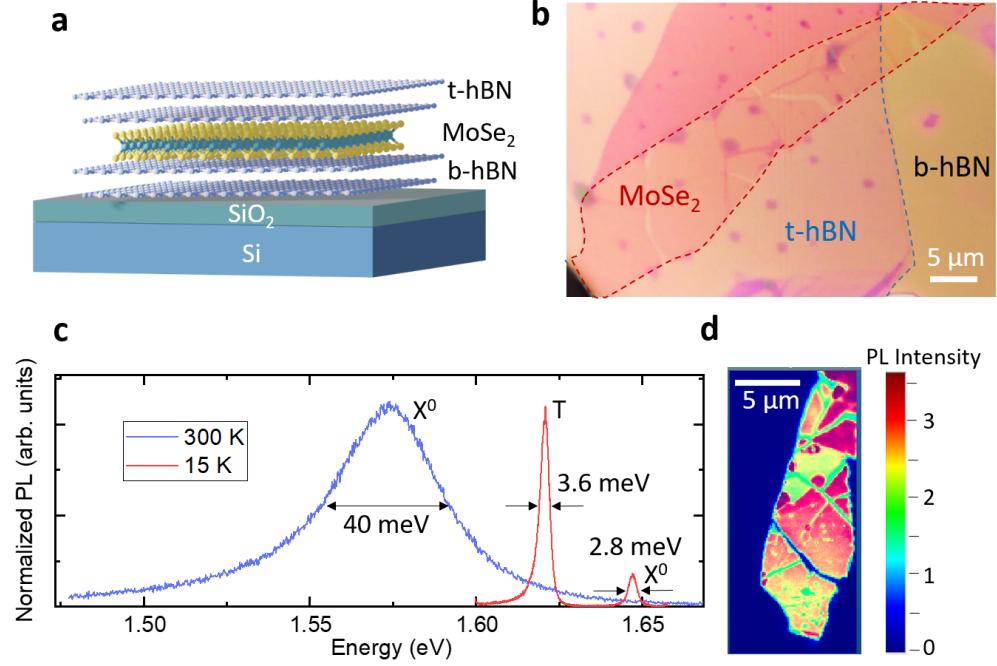 a
t-hBN
MoSe₂
b-hBN
SiO₂
Si
b
MoSe₂
t-hBN
b-hBN
5 μm
c
Normalized PL (arb. units)
300 K
15 K
X⁰
40 meV
T
3.6 meV
2.8 meV
X⁰
1.50
1.55
1.60
1.65
Energy (eV)
d
PL Intensity
5 μm
3
2
1
0